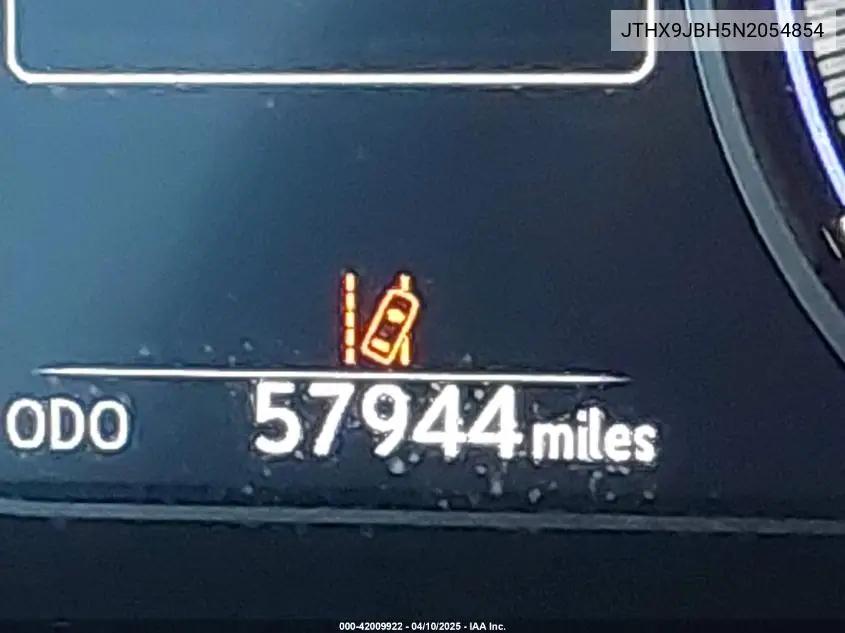 JTHX9JBH5N2054854
ODO 57944 miles
000-42009922 - 04/10/2025 - IAA Inc.